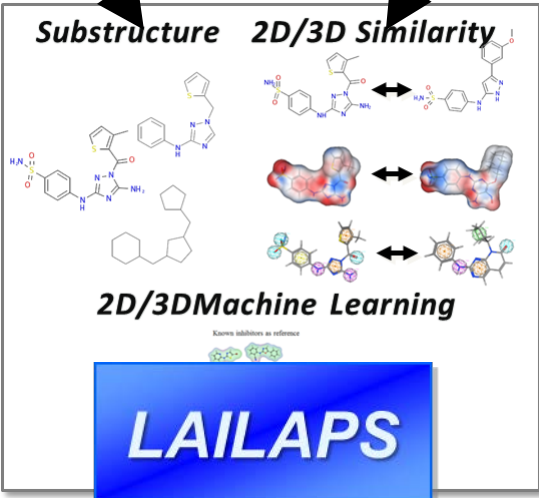 Substructure 2D/3D Similarity
2D/3DMachine Learning
Known inhibitors as reference
LAILAPS